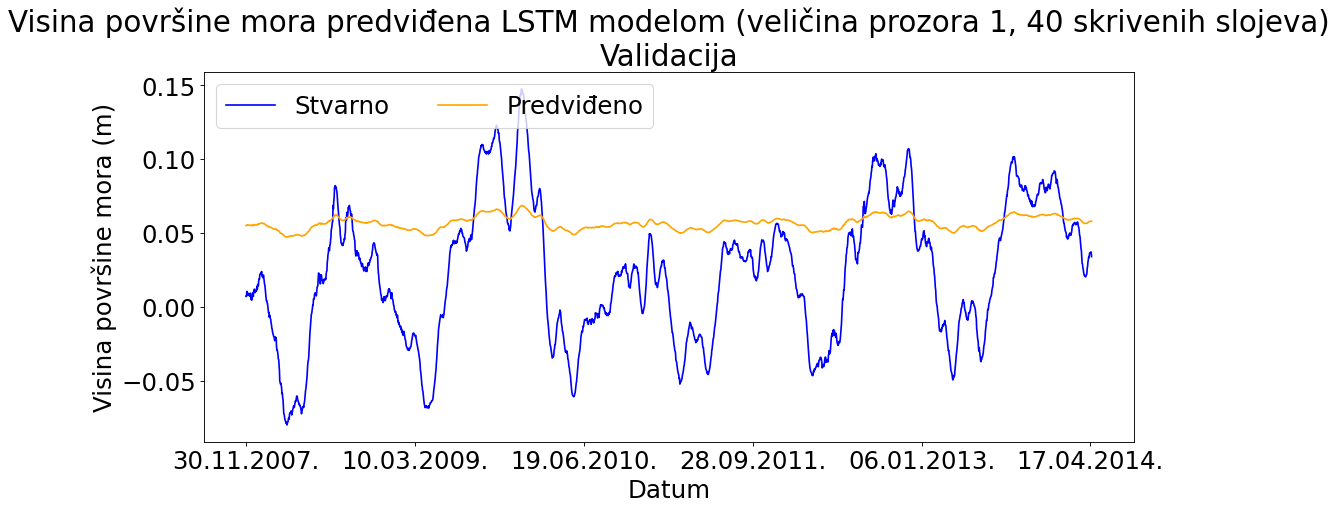 Visina površine mora predviđena LSTM modelom (veličina prozora 1, 40 skrivenih slojeva)
Validacija
Stvarno
Predviđeno
Visina površine mora (m)
0.15
0.10
0.05
0.00
−0.05
30.11.2007.
10.03.2009.
19.06.2010.
28.09.2011.
06.01.2013.
17.04.2014.
Datum